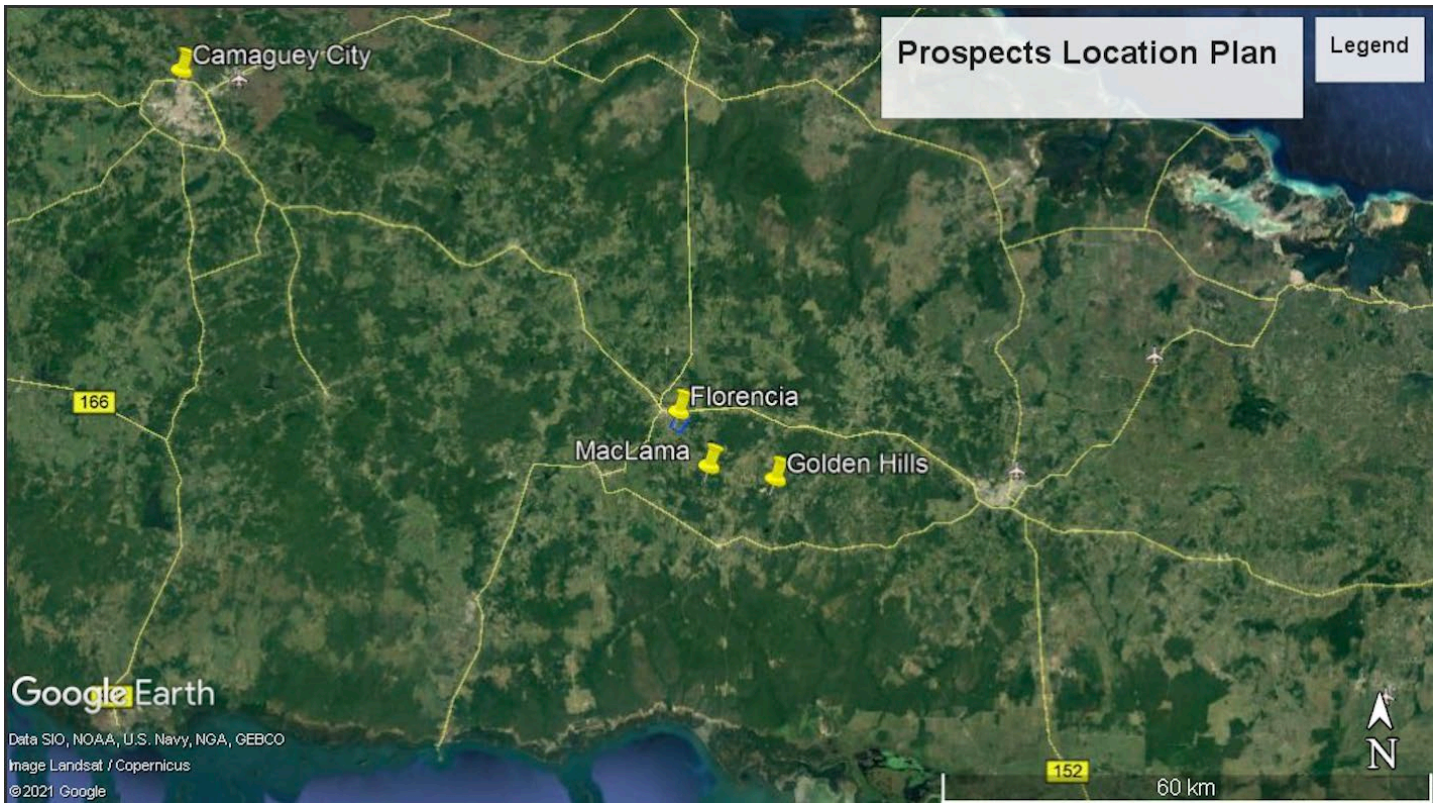 Camaguey City
Prospects Location Plan
Legend
166
Florencia
MacLama
Golden Hills
Google Earth
Data SIO, NOAA, U.S. Navy, NGA, GEBCO
Image Landsat / Copernicus
©2021 Google
N
152
60 km